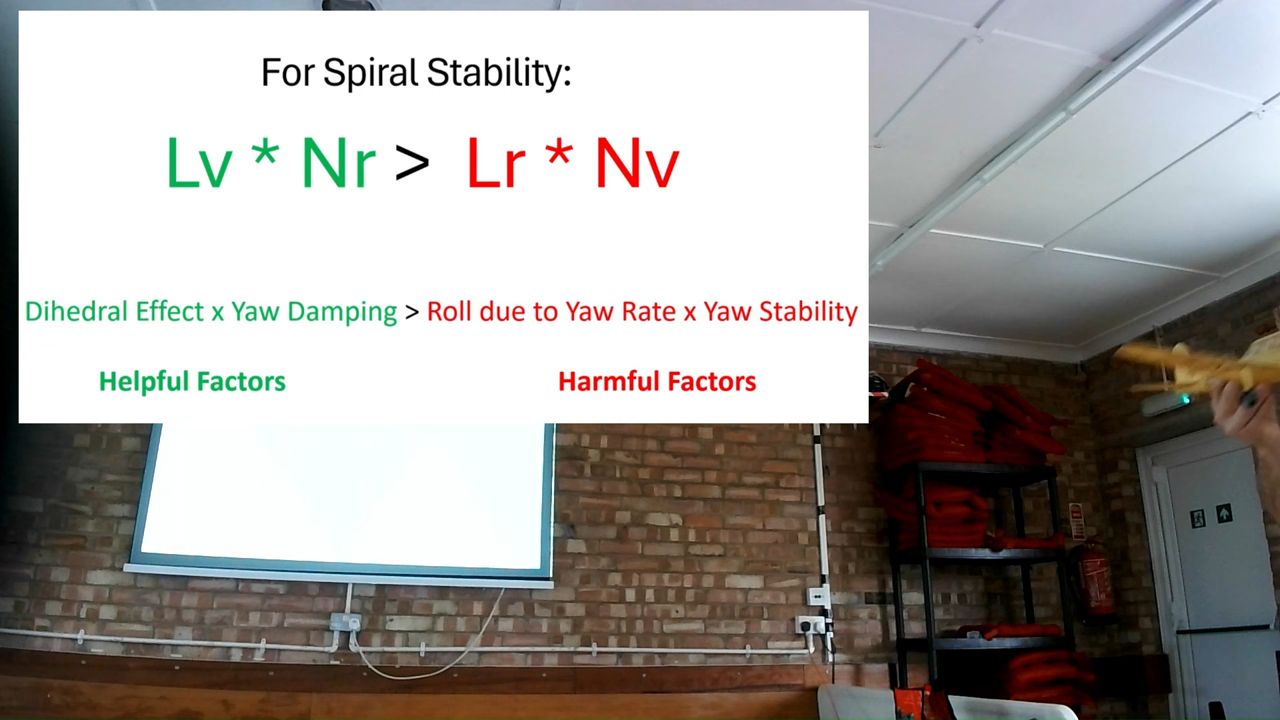 For Spiral Stability:
Lv * Nr > Lr * Nv
Dihedral Effect x Yaw Damping > Roll due to Yaw Rate x Yaw Stability
Helpful Factors
Harmful Factors